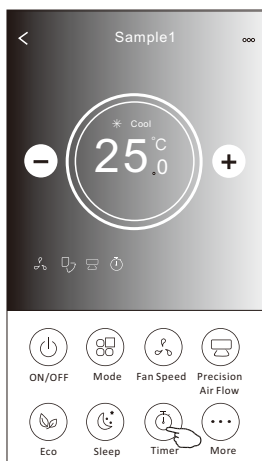 Sample1
Cool
25.0°C
ON/OFF
Mode
Fan Speed
Precision
Air Flow
Eco
Sleep
Timer
More